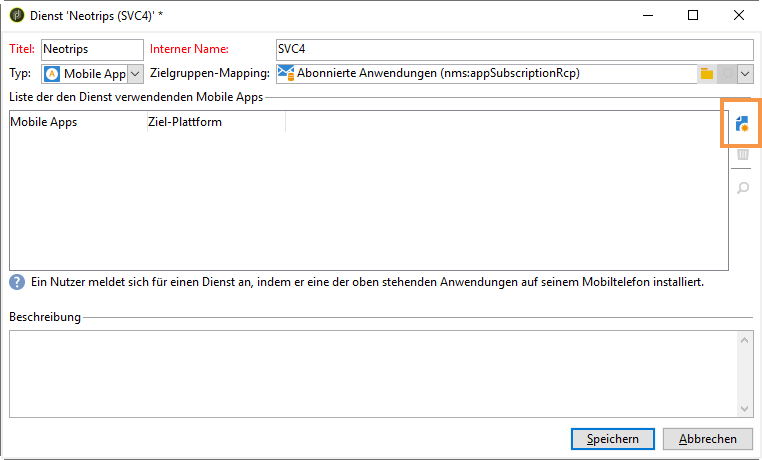 Dienst 'Neotrips (SVC4)' *
Titel: Neotrips Interner Name: SVC4
Typ: Mobile App Zielgruppen-Mapping: Abonnierte Anwendungen (nms:appSubscriptionRcp)
Liste der den Dienst verwendenden Mobile Apps
Mobile Apps Ziel-Plattform
Ein Nutzer meldet sich für einen Dienst an, indem er eine der oben stehenden Anwendungen auf seinem Mobiltelefon installiert.
Beschreibung
Speichern Abbrechen